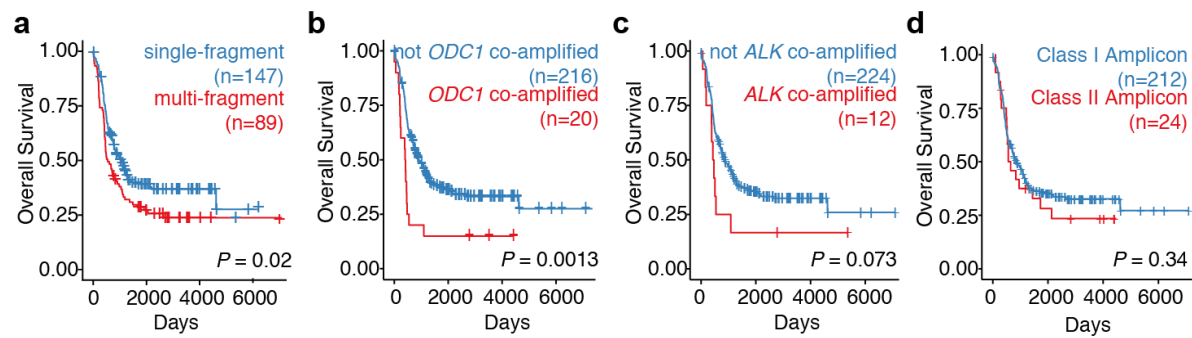 a
Overall Survival
1.00
0.75
0.50
0.25
0.00
single-fragment
(n=147)
multi-fragment
(n=89)
P = 0.02
0 2000 4000 6000
Days
b
Overall Survival
1.00
0.75
0.50
0.25
0.00
not ODC1 co-amplified
(n=216)
ODC1 co-amplified
(n=20)
P = 0.0013
0 2000 4000 6000
Days
c
Overall Survival
1.00
0.75
0.50
0.25
0.00
not ALK co-amplified
(n=224)
ALK co-amplified
(n=12)
P = 0.073
0 2000 4000 6000
Days
d
Overall Survival
1.00
0.75
0.50
0.25
0.00
Class I Amplicon
(n=212)
Class II Amplicon
(n=24)
P = 0.34
0 2000 4000 6000
Days